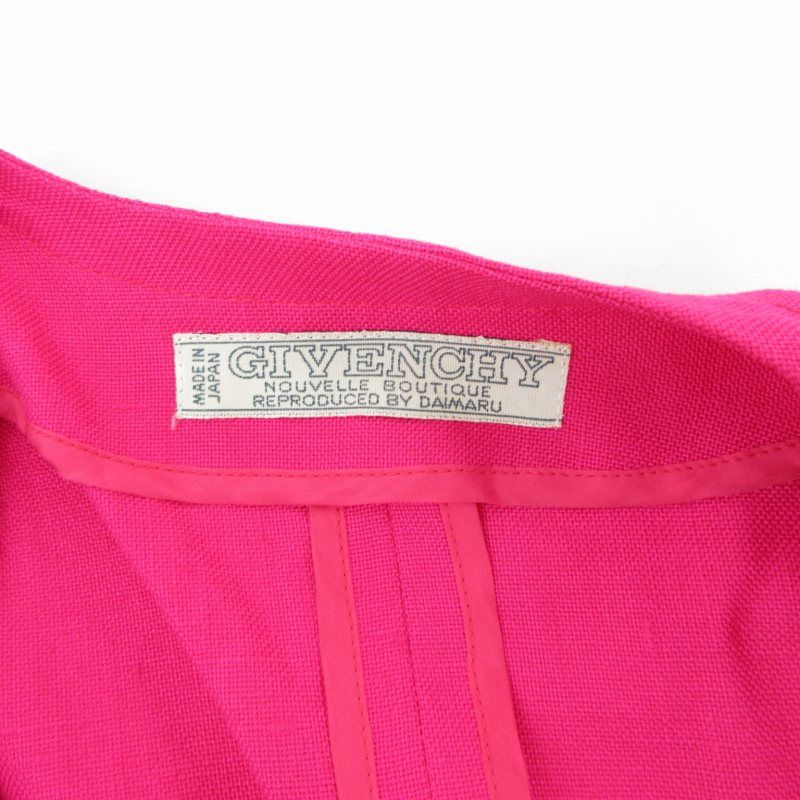 MADE IN
JAPAN
GIVENCHY
NOUVELLE BOUTIQUE
REPRODUCED BY DAIMARU